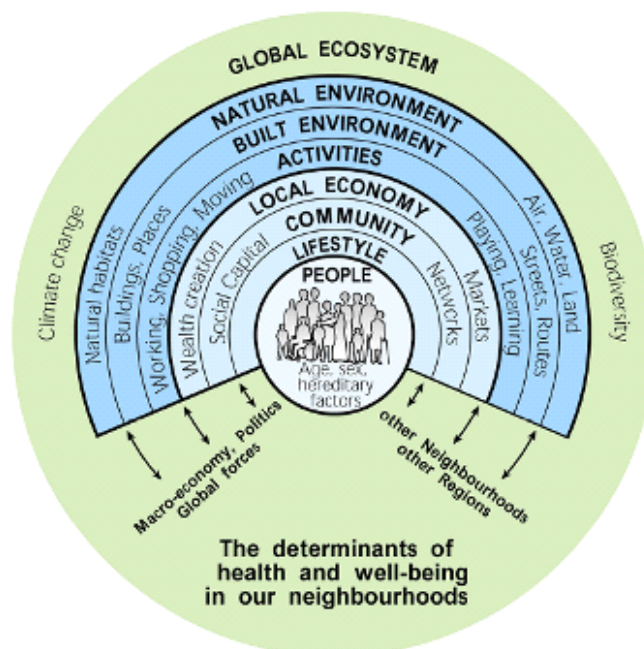 GLOBAL ECOSYSTEM
NATURAL ENVIRONMENT
BUILT ENVIRONMENT
ACTIVITIES
LOCAL ECONOMY
COMMUNITY
LIFESTYLE
PEOPLE
Age, sex,
hereditary
factors
Climate change
Natural habitats
Buildings, Places
Working, Shopping, Moving
Wealth creation
Social Capital
Networks
Markets
Playing, Learning
Streets, Routes
Air, Water, Land
Biodiversity
Macro-economy, Politics
Global forces
other Neighbourhoods
other Regions
The determinants of
health and well-being
in our neighbourhoods